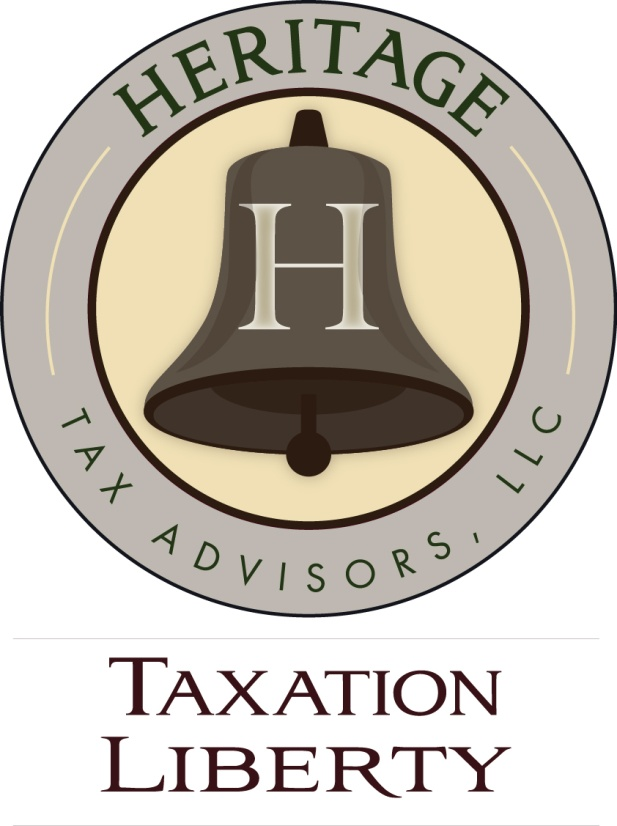 HERITAGE
H
TAX ADVISORS, LLC
TAXATION
LIBERTY